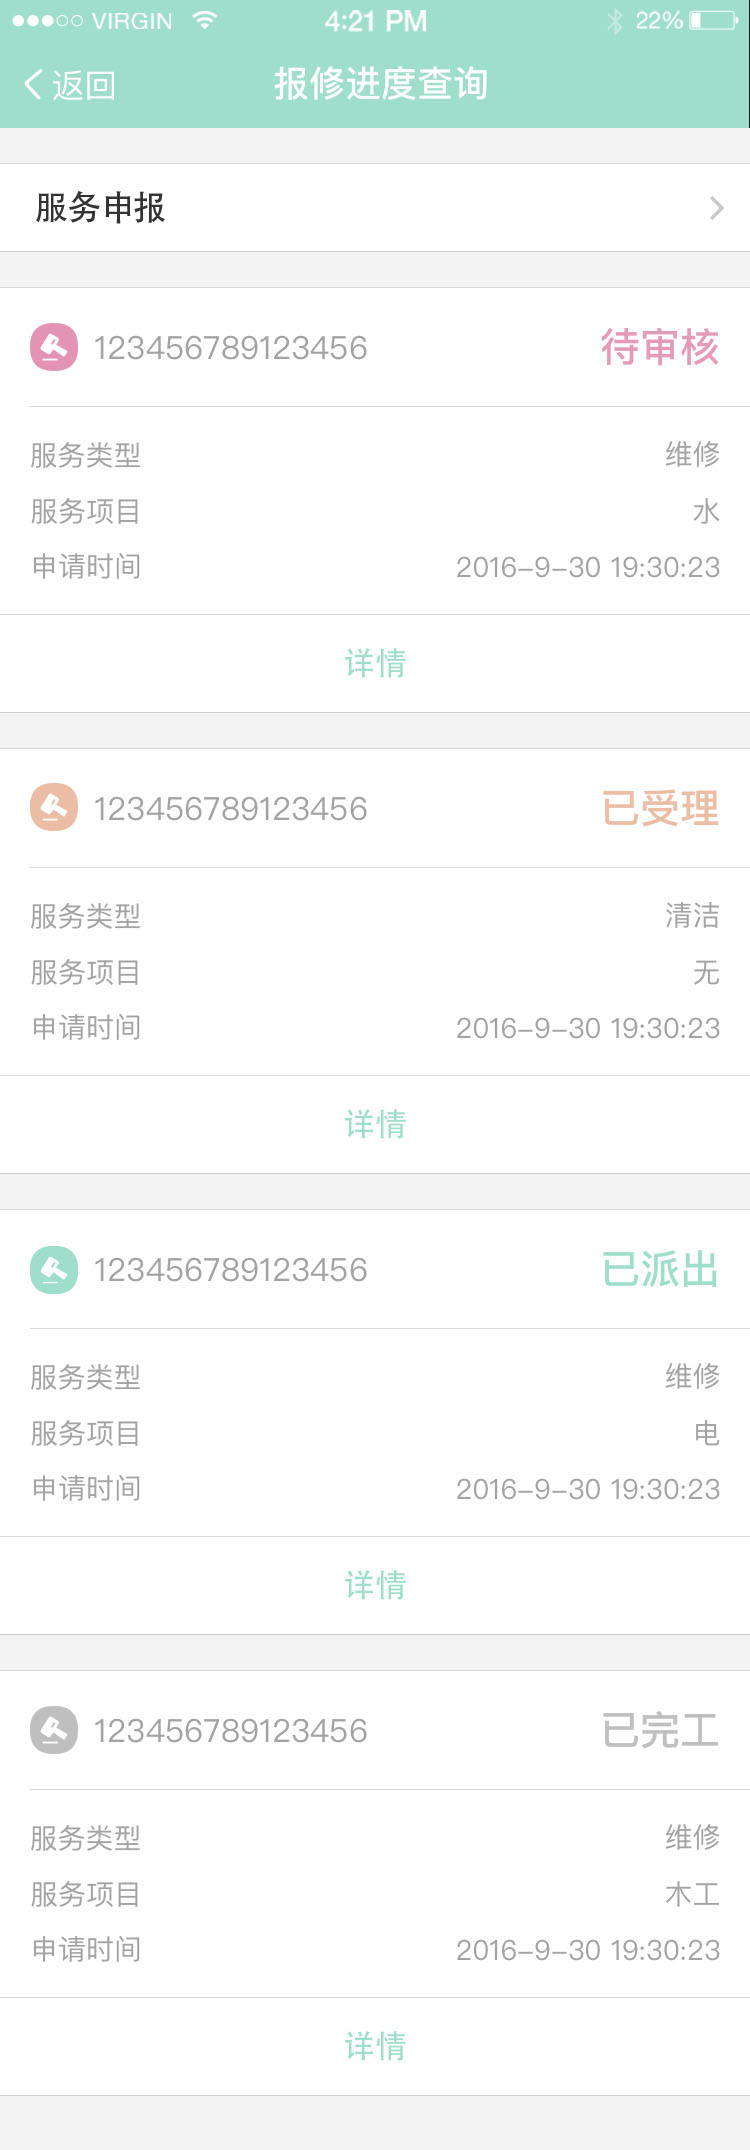 VIRGIN 4:21 PM 22%
返回 报修进度查询
服务申报
123456789123456 待审核
服务类型 维修
服务项目 水
申请时间 2016-9-30 19:30:23
详情
123456789123456 已受理
服务类型 清洁
服务项目 无
申请时间 2016-9-30 19:30:23
详情
123456789123456 已派出
服务类型 维修
服务项目 电
申请时间 2016-9-30 19:30:23
详情
123456789123456 已完工
服务类型 维修
服务项目 木工
申请时间 2016-9-30 19:30:23
详情